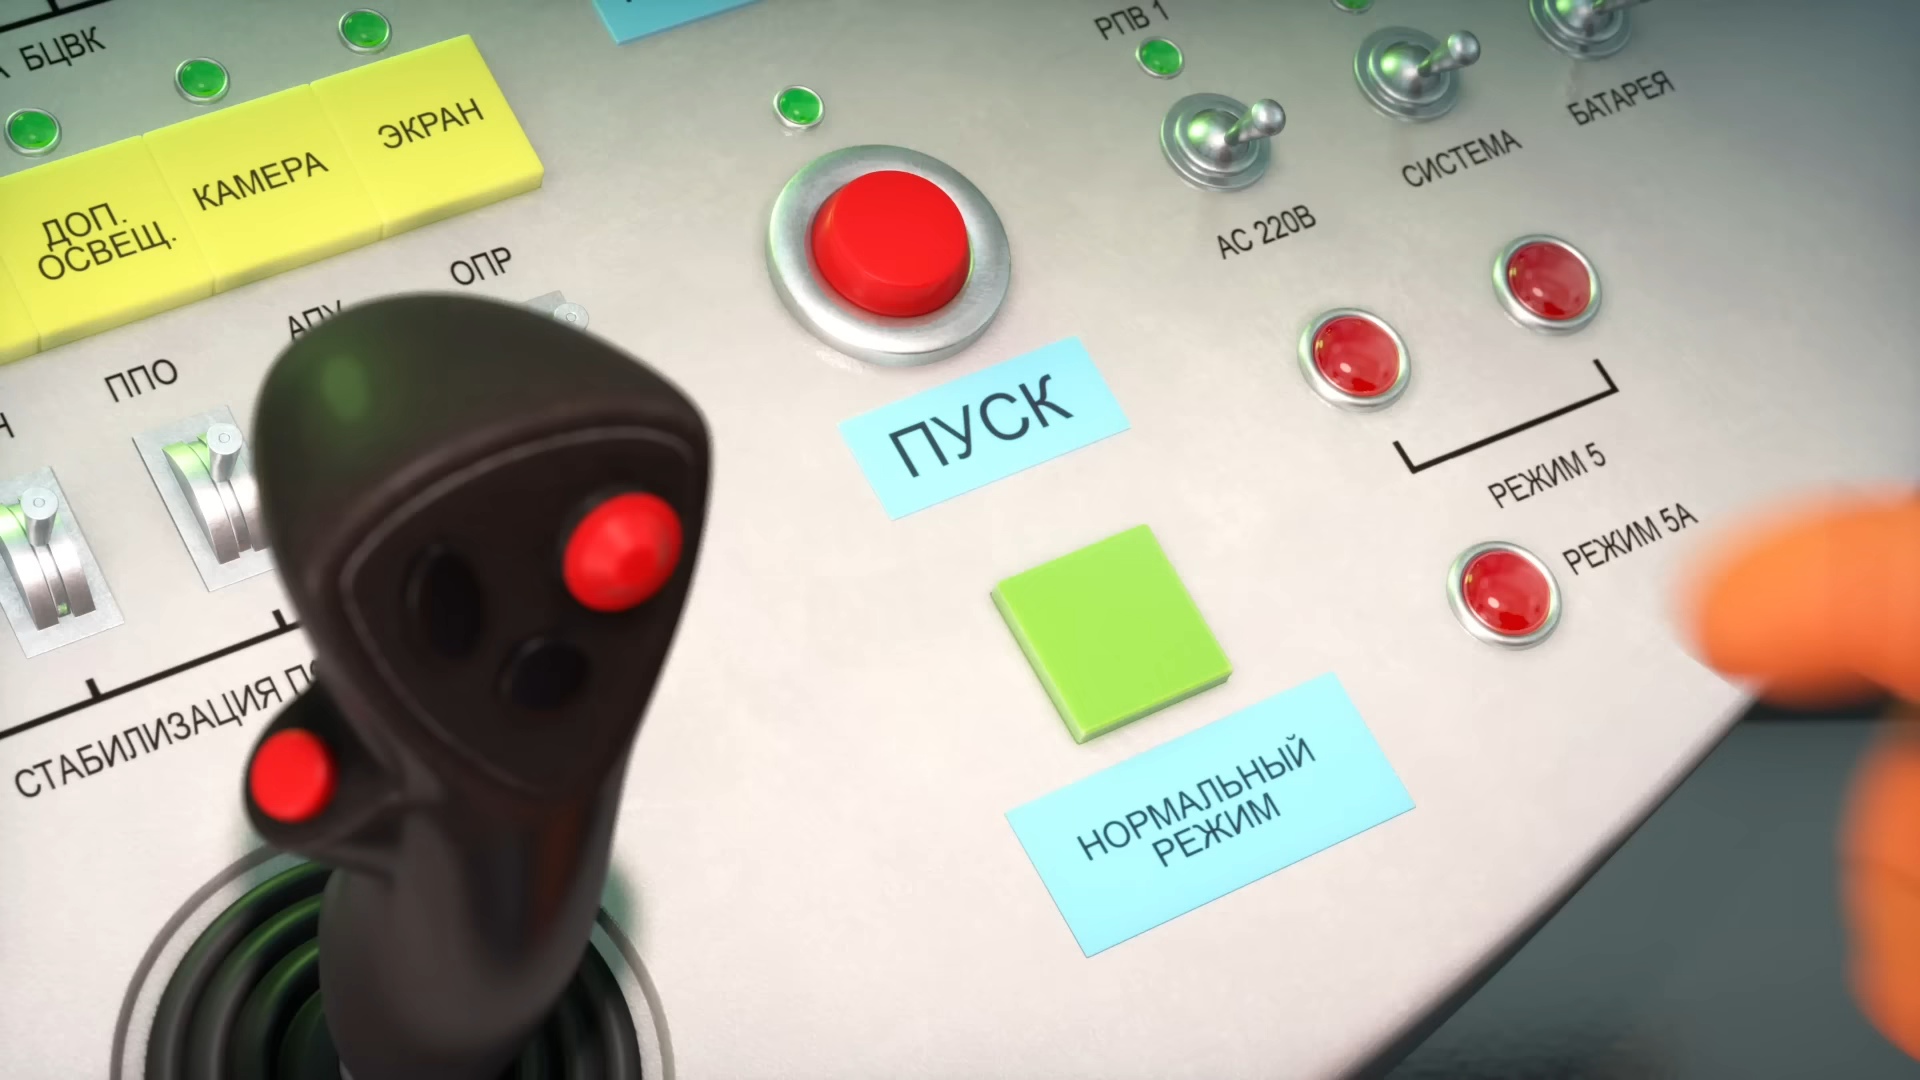 БЦВК
РПВ 1
ЭКРАН
КАМЕРА
ДОП.
ОСВЕЩ.
БАТАРЕЯ
СИСТЕМА
АС 220В
ОПР
АПУ
ППО
ПУСК
РЕЖИМ 5
РЕЖИМ 5А
СТАБИЛИЗАЦИЯ
НОРМАЛЬНЫЙ
РЕЖИМ